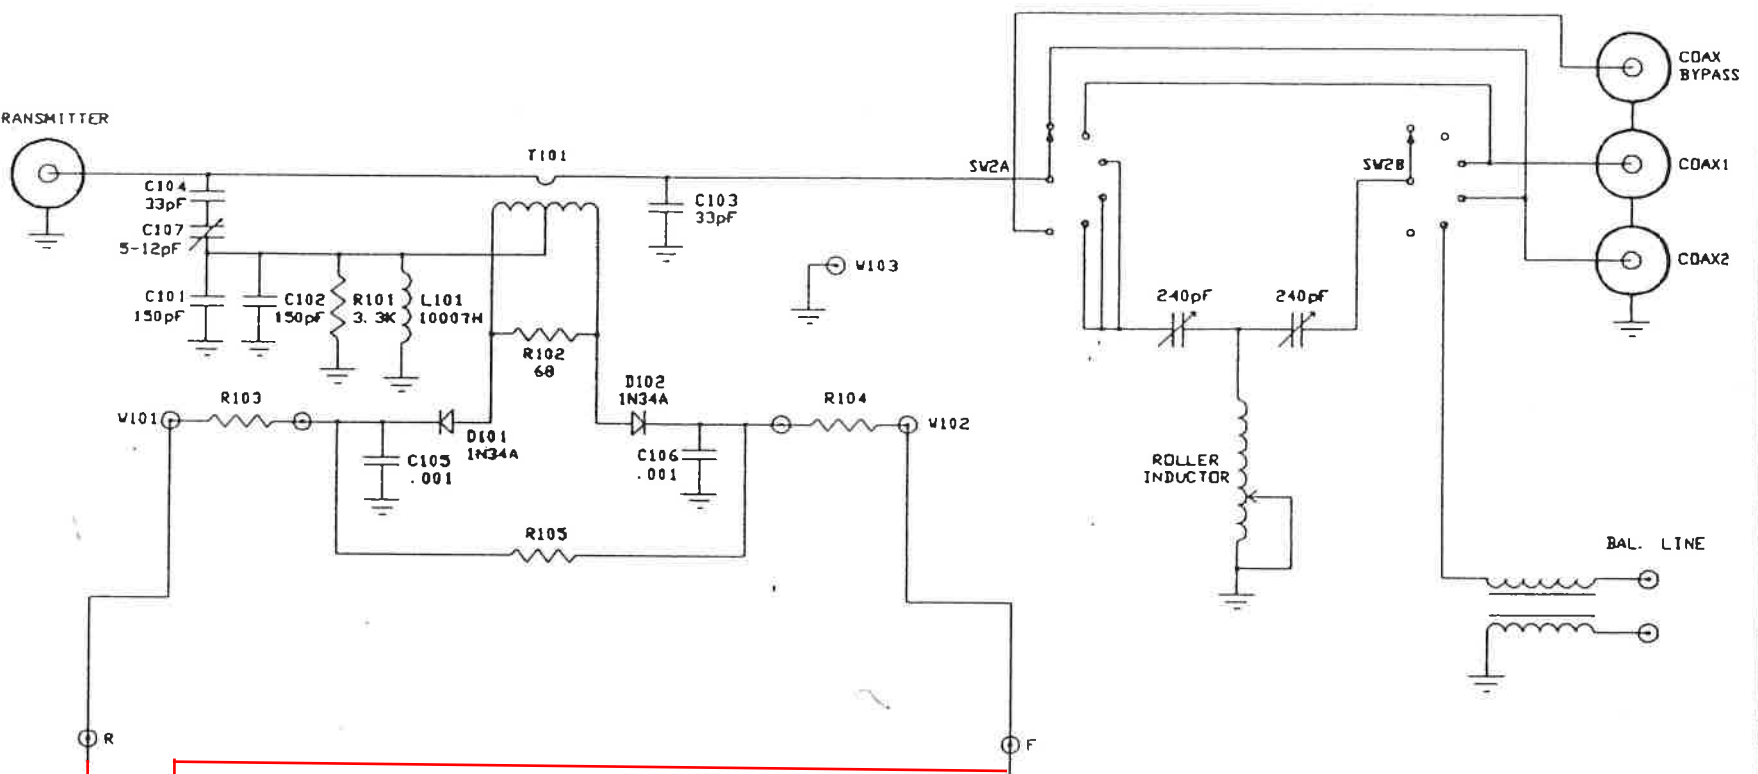 COAX
BYPASS
RANSMITTER
T101
SW2A
SW2B
COAX1
C104
33pF
C103
33pF
C107
5-12pF
COAX2
W103
C101
150pF
C102
150pF
R101
3.3K
L101
10007H
240pF
240pF
R102
68
D102
1N34A
R103
R104
W101
W102
D101
1N34A
C105
.001
C106
.001
ROLLER
INDUCTOR
R105
BAL. LINE
R
F